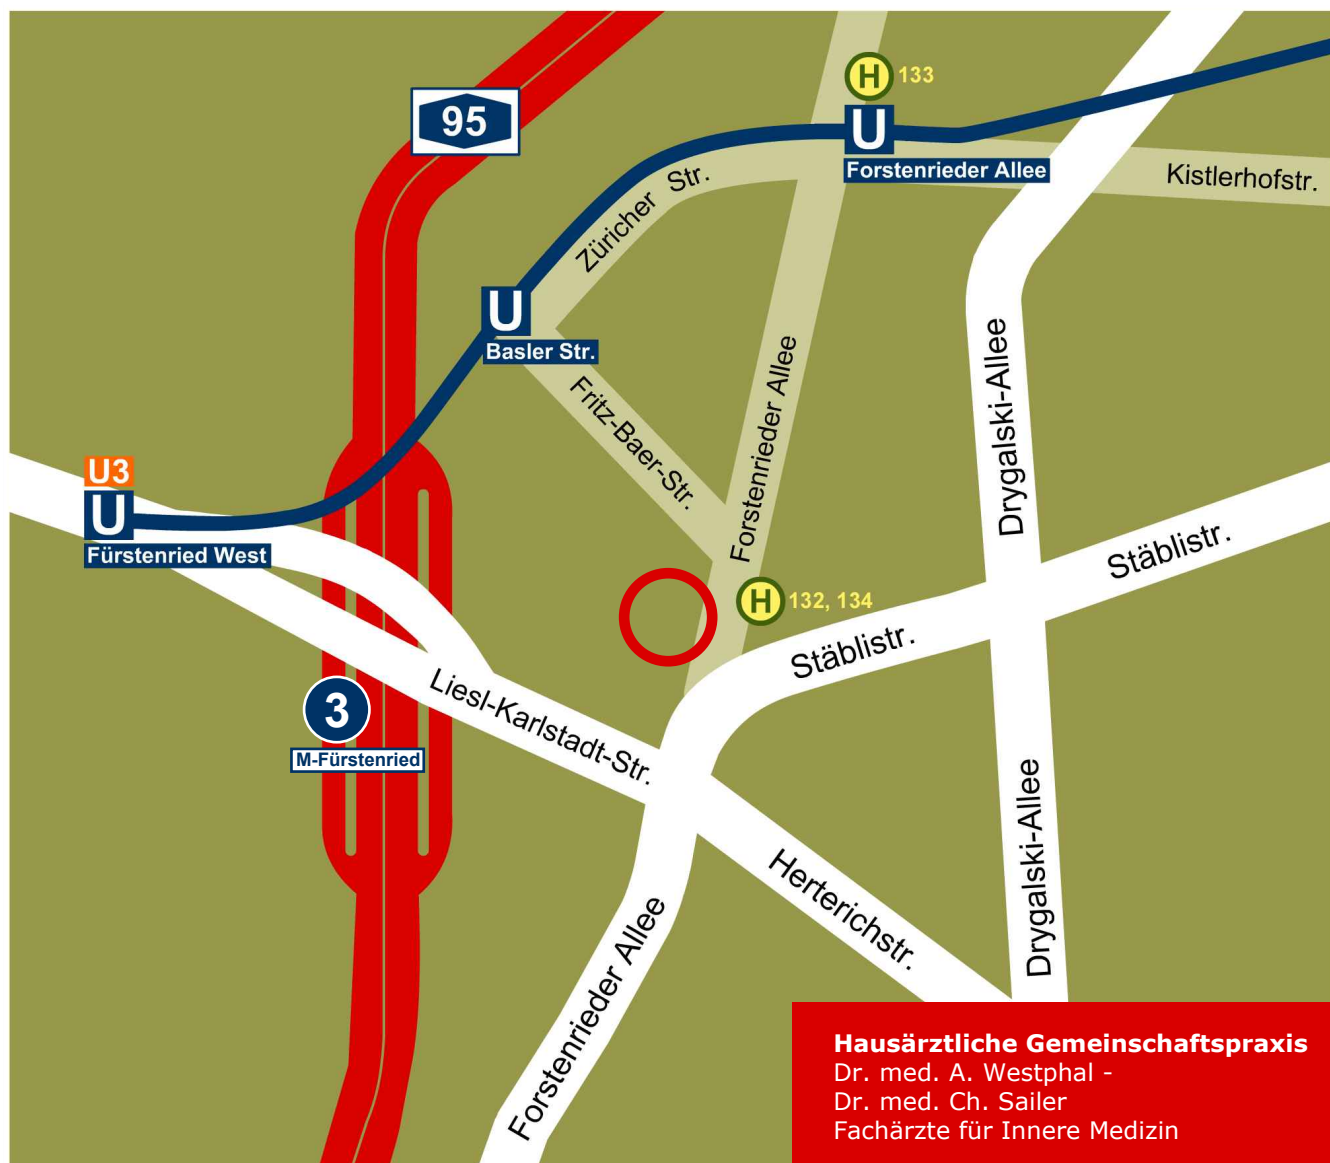 H 133
95
U
Forstenrieder Allee
Kistlerhofstr.
Züricher Str.
U
Basler Str.
Fritz-Baer-Str.
Forstenrieder Allee
Drygalski-Allee
U3
U
Fürstenried West
H 132, 134
Stäblistr.
Stäblistr.
Liesl-Karlstadt-Str.
3
M-Fürstenried
Herterichstr.
Drygalski-Allee
Forstenrieder Allee
Hausärztliche Gemeinschaftspraxis
Dr. med. A. Westphal -
Dr. med. Ch. Sailer
Fachärzte für Innere Medizin